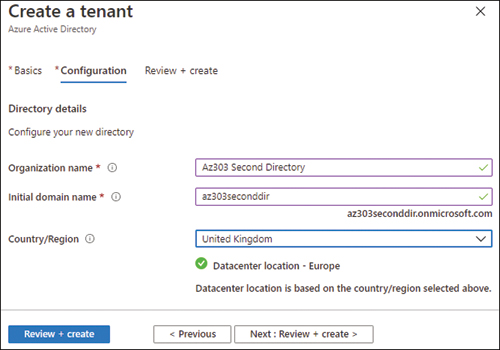 Create a tenant
Azure Active Directory
* Basics * Configuration Review + create
Directory details
Configure your new directory
Organization name * Az303 Second Directory
Initial domain name * az303seconddir
az303seconddir.onmicrosoft.com
Country/Region United Kingdom
Datacenter location - Europe
Datacenter location is based on the country/region selected above.
Review + create < Previous Next : Review + create >